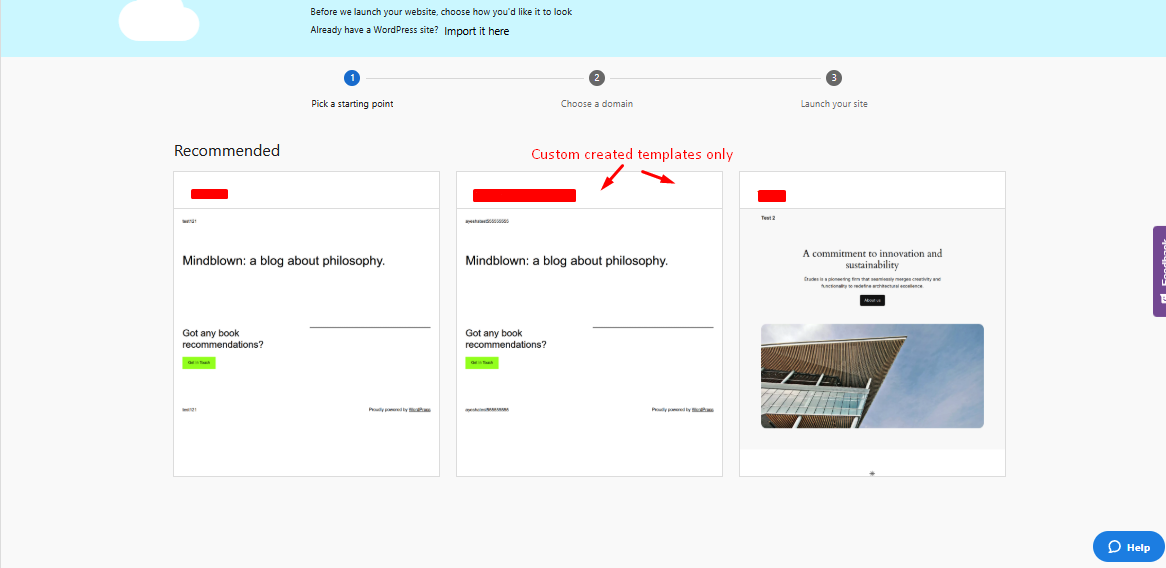 Before we launch your website, choose how you'd like it to look
Already have a WordPress site? Import it here
1
2
3
Pick a starting point
Choose a domain
Launch your site
Recommended
Custom created templates only
test121
Mindblown: a blog about philosophy.
Got any book
recommendations?
Get In Touch
test121
Proudly powered by WordPress
Mindblown: a blog about philosophy.
Got any book
recommendations?
Get In Touch
Proudly powered by WordPress
Test 2
A commitment to innovation and
sustainability
Études is a pioneering firm that seamlessly merges creativity and
functionality to redefine architectural excellence.
About us
Feedback
Help